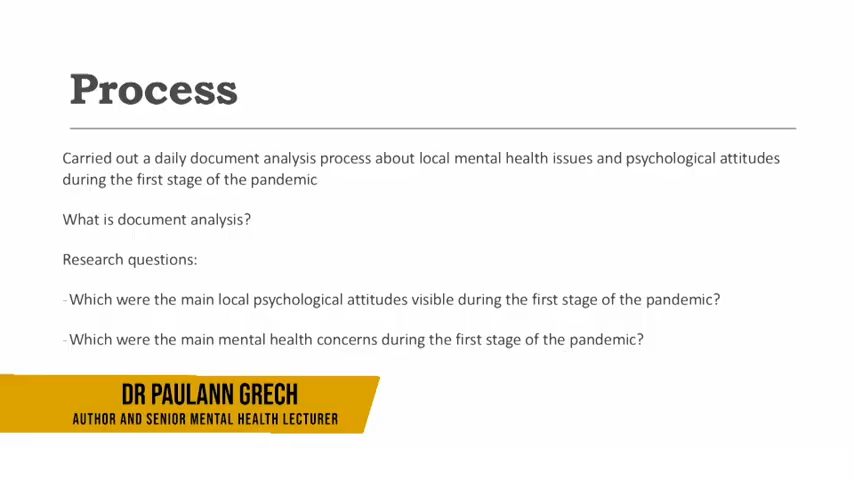 Process
Carried out a daily document analysis process about local mental health issues and psychological attitudes
during the first stage of the pandemic
What is document analysis?
Research questions:
-Which were the main local psychological attitudes visible during the first stage of the pandemic?
-Which were the main mental health concerns during the first stage of the pandemic?
DR PAULANN GRECH
AUTHOR AND SENIOR MENTAL HEALTH LECTURER